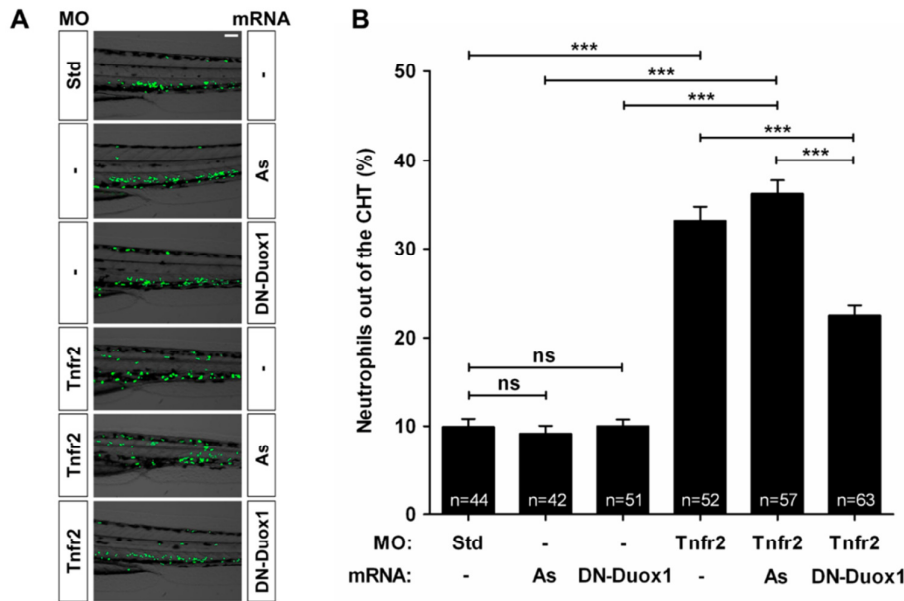 A
MO
mRNA
Std
-
-
As
-
DN-Duox1
Tnfr2
-
Tnfr2
As
Tnfr2
DN-Duox1
B
Neutrophils out of the CHT (%)
50
40
30
20
10
0
***
***
***
***
***
ns
ns
n=44 n=42 n=51 n=52 n=57 n=63
MO: Std - - Tnfr2 Tnfr2 Tnfr2
mRNA: - As DN-Duox1 - As DN-Duox1